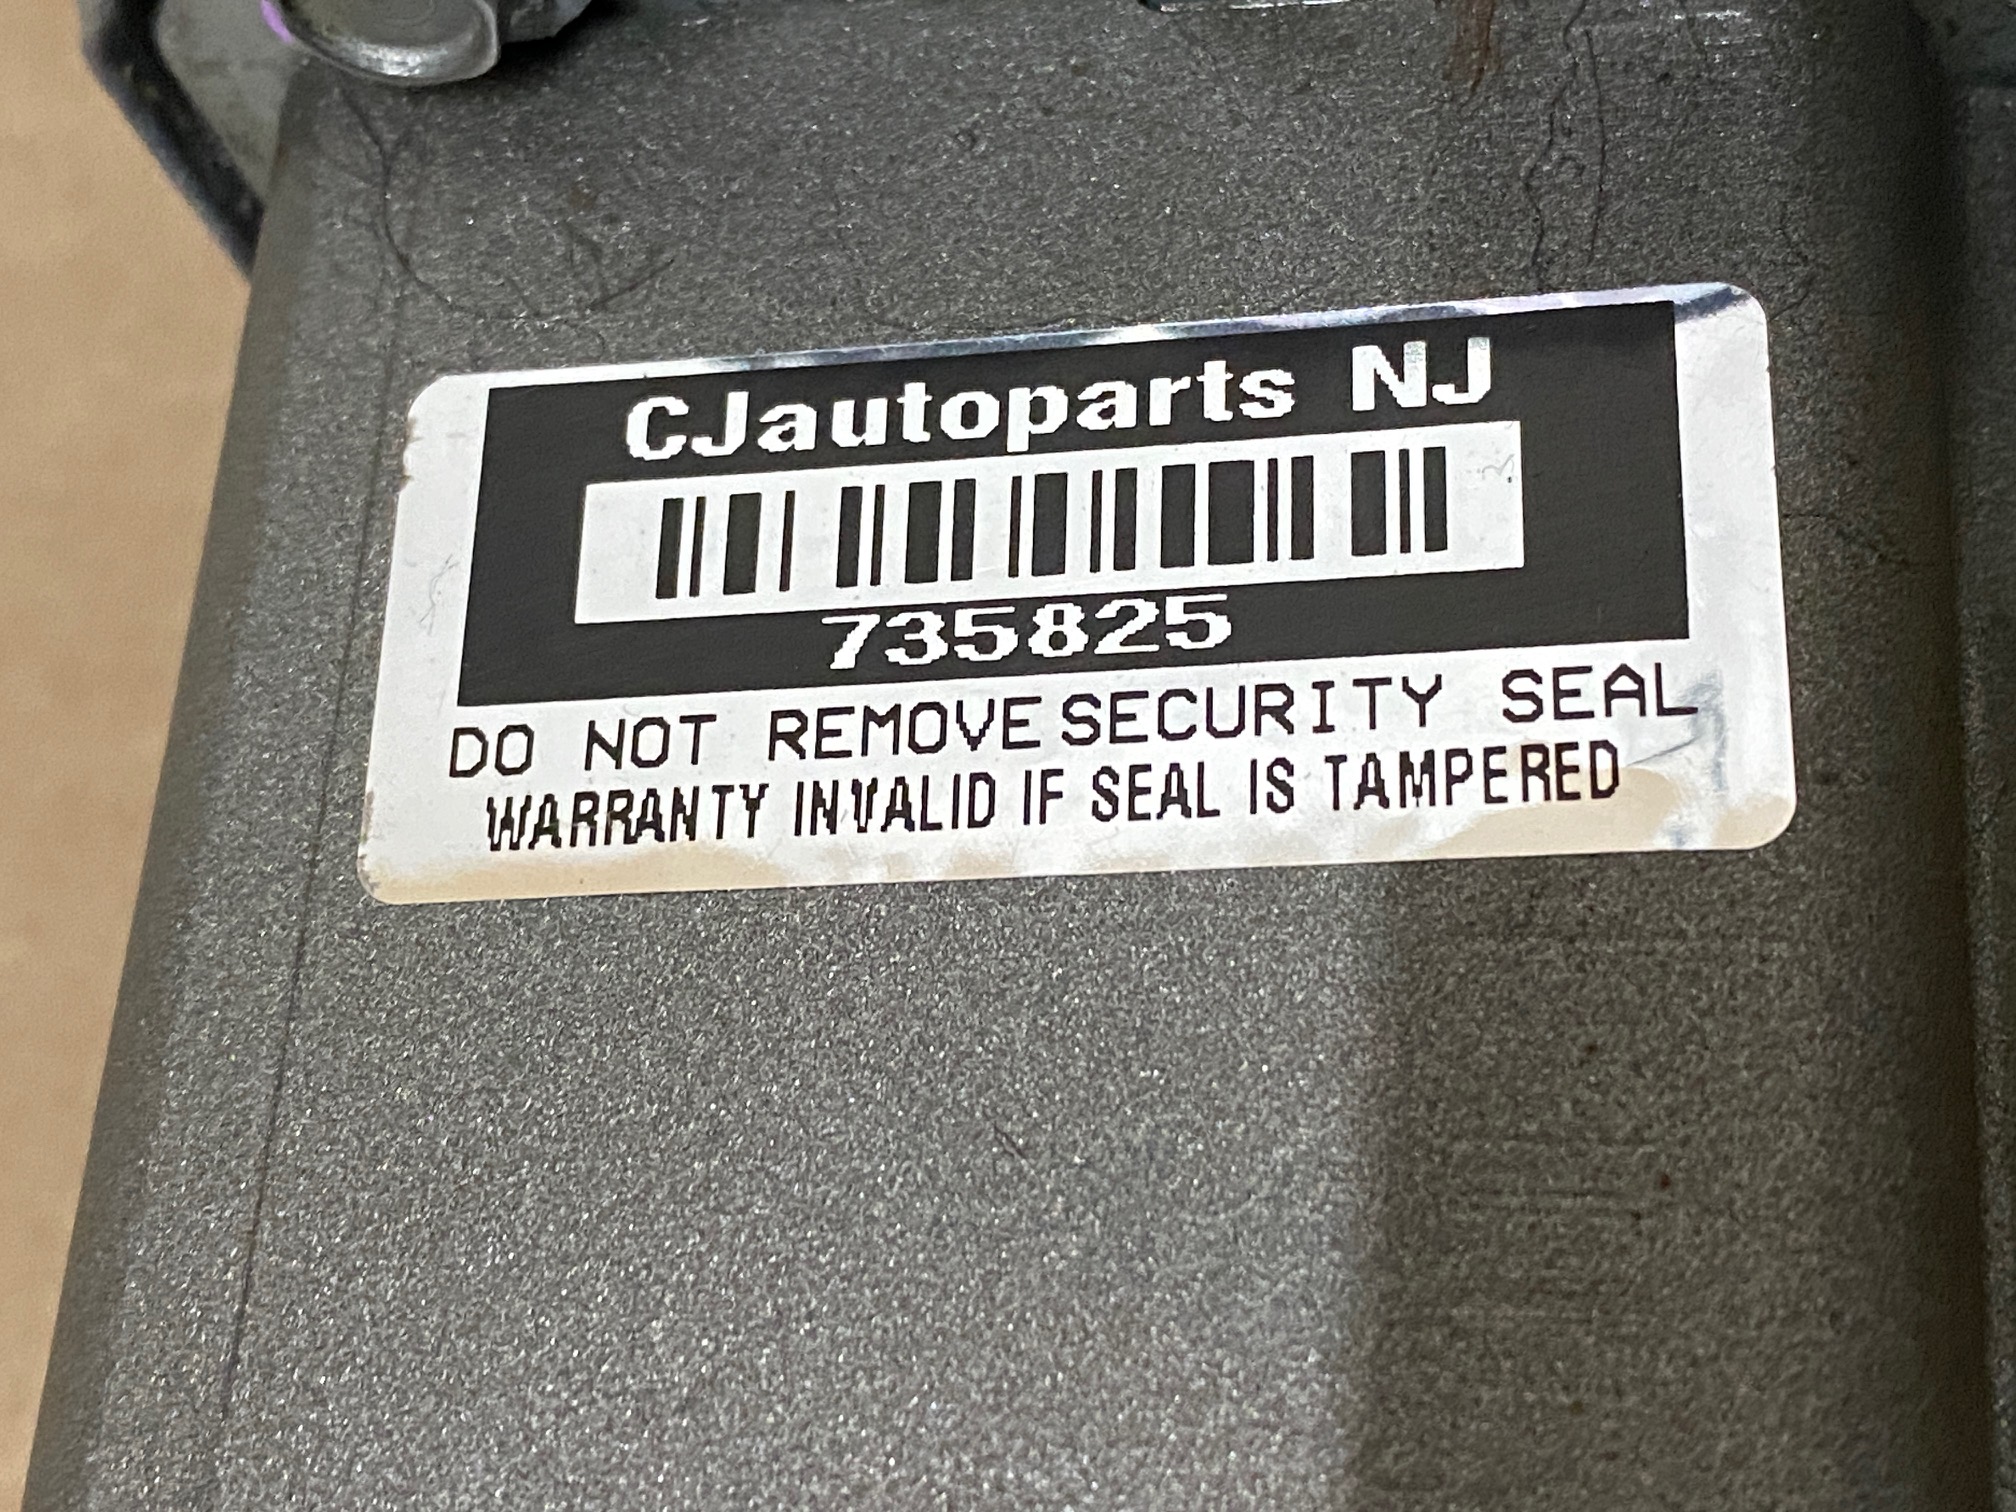 CJautoparts NJ
735825
DO NOT REMOVE SECURITY SEAL
WARRANTY INVALID IF SEAL IS TAMPERED